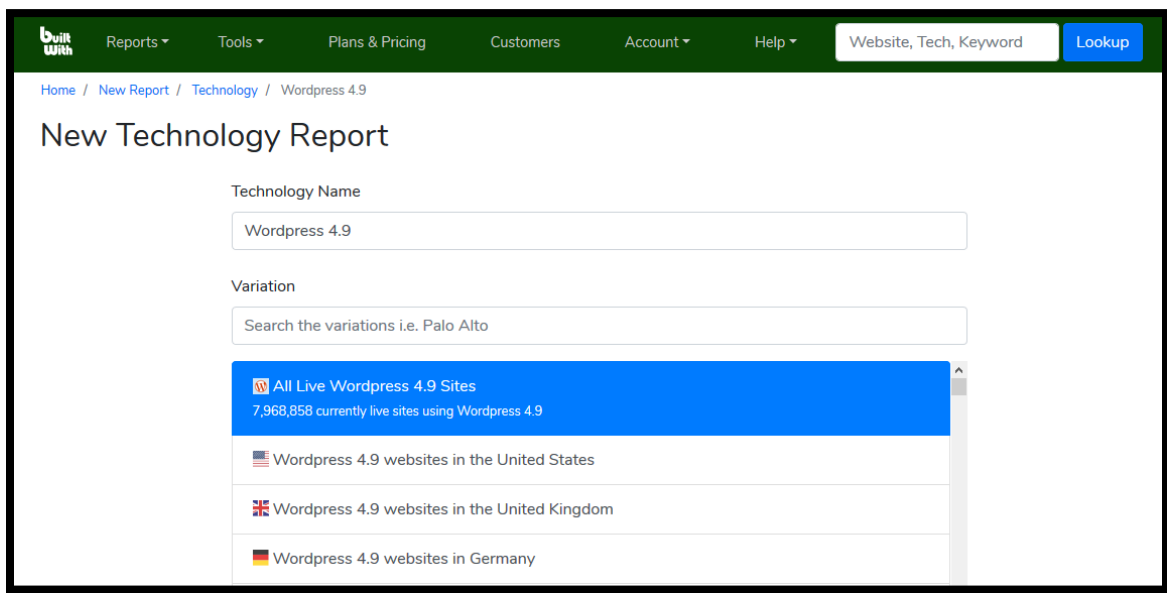 built
With
Reports
Tools
Plans & Pricing
Customers
Account
Help
Website, Tech, Keyword
Lookup
Home / New Report / Technology / Wordpress 4.9
New Technology Report
Technology Name
Wordpress 4.9
Variation
Search the variations i.e. Palo Alto
All Live Wordpress 4.9 Sites
7,968,858 currently live sites using Wordpress 4.9
Wordpress 4.9 websites in the United States
Wordpress 4.9 websites in the United Kingdom
Wordpress 4.9 websites in Germany